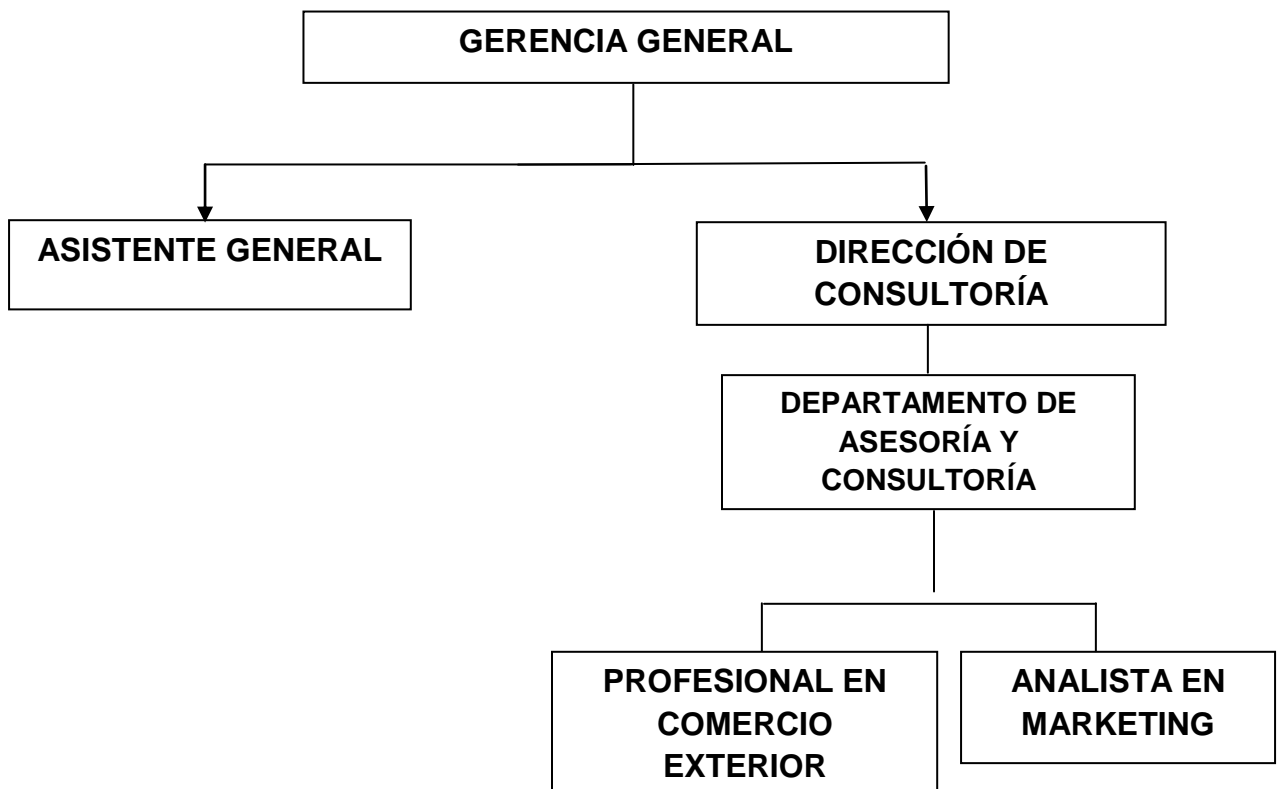 GERENCIA GENERAL
ASISTENTE GENERAL
DIRECCIÓN DE
CONSULTORÍA
DEPARTAMENTO DE
ASESORÍA Y
CONSULTORÍA
PROFESIONAL EN
COMERCIO
EXTERIOR
ANALISTA EN
MARKETING